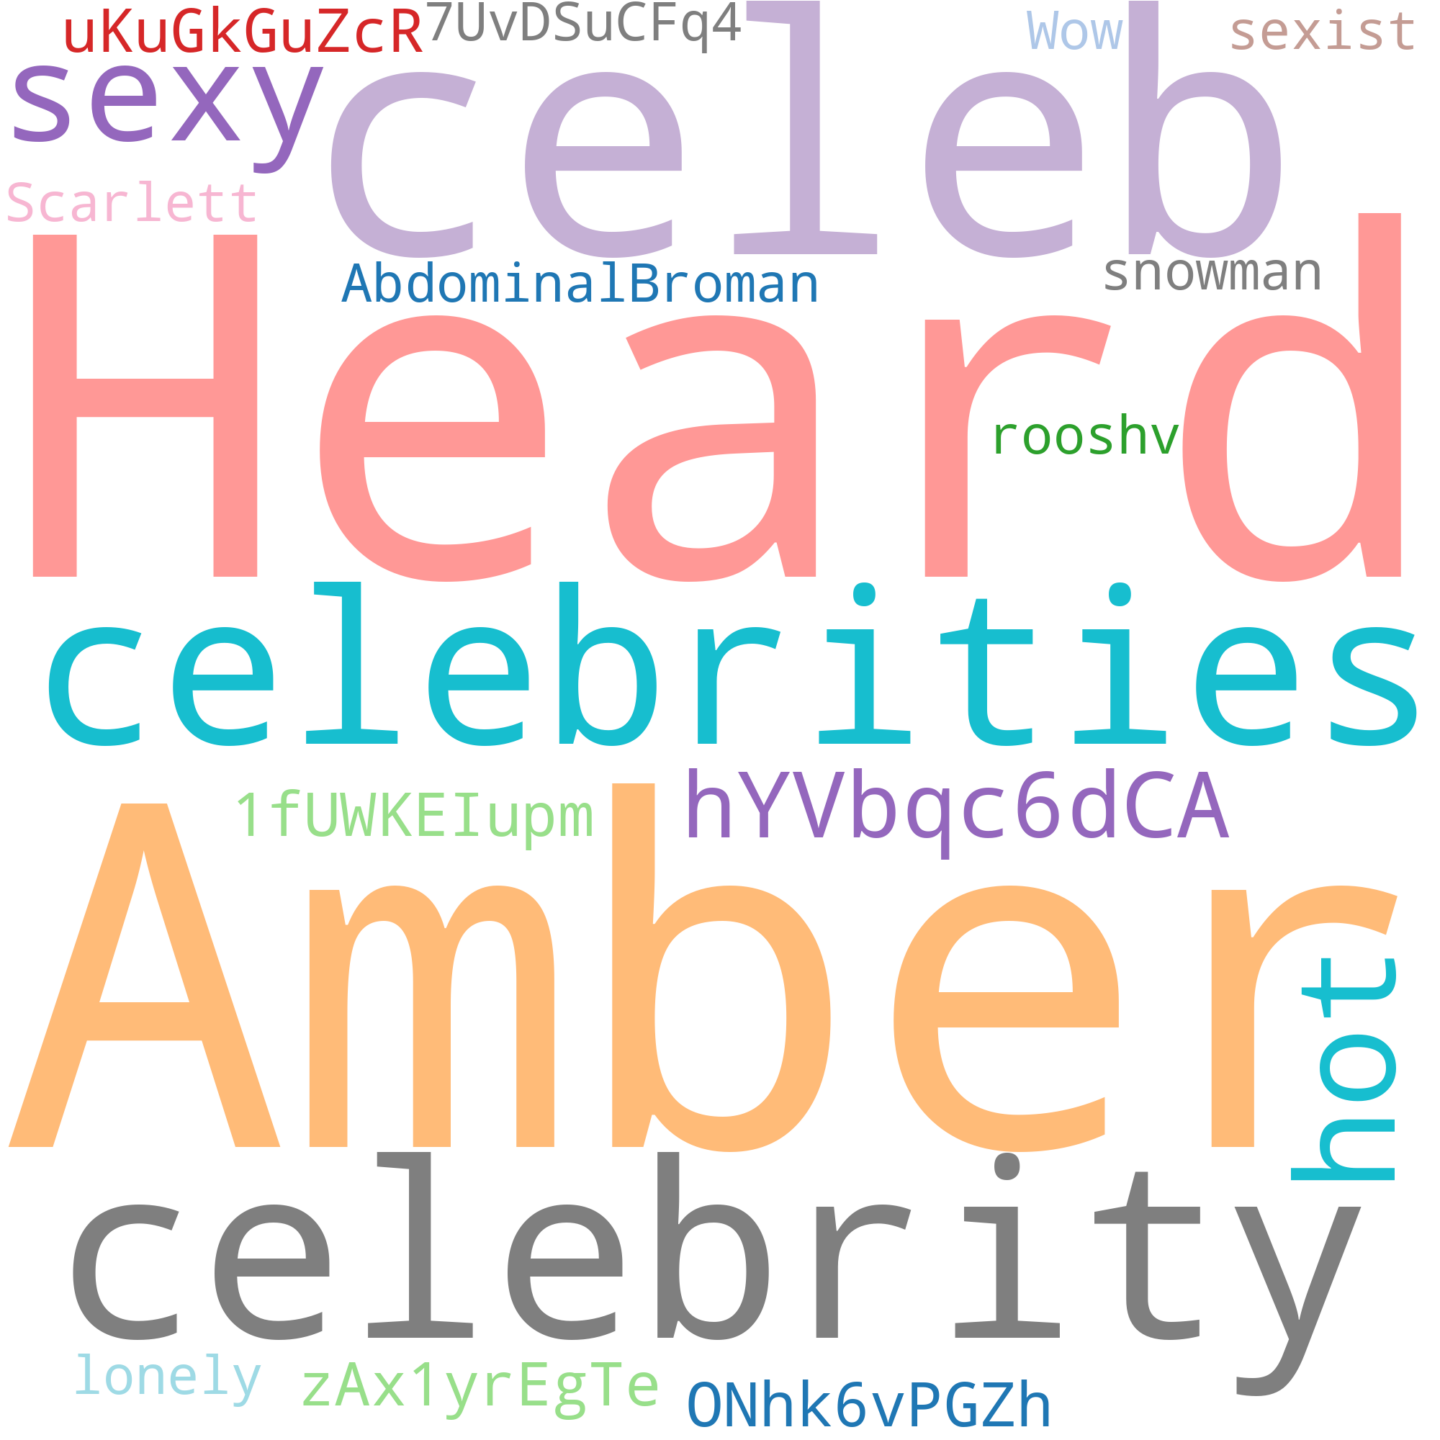 uKuGkGuZcR 7UvDSuCFq4 Wow sexist
sexy celeb
Scarlett
AbdominalBroman snowman
Heard
rooshv
celebrities
1fUWKEIupm hYVbqc6dCA
Amber
hot
celebrity
lonely zAx1yrEgTe ONhk6vPGZh